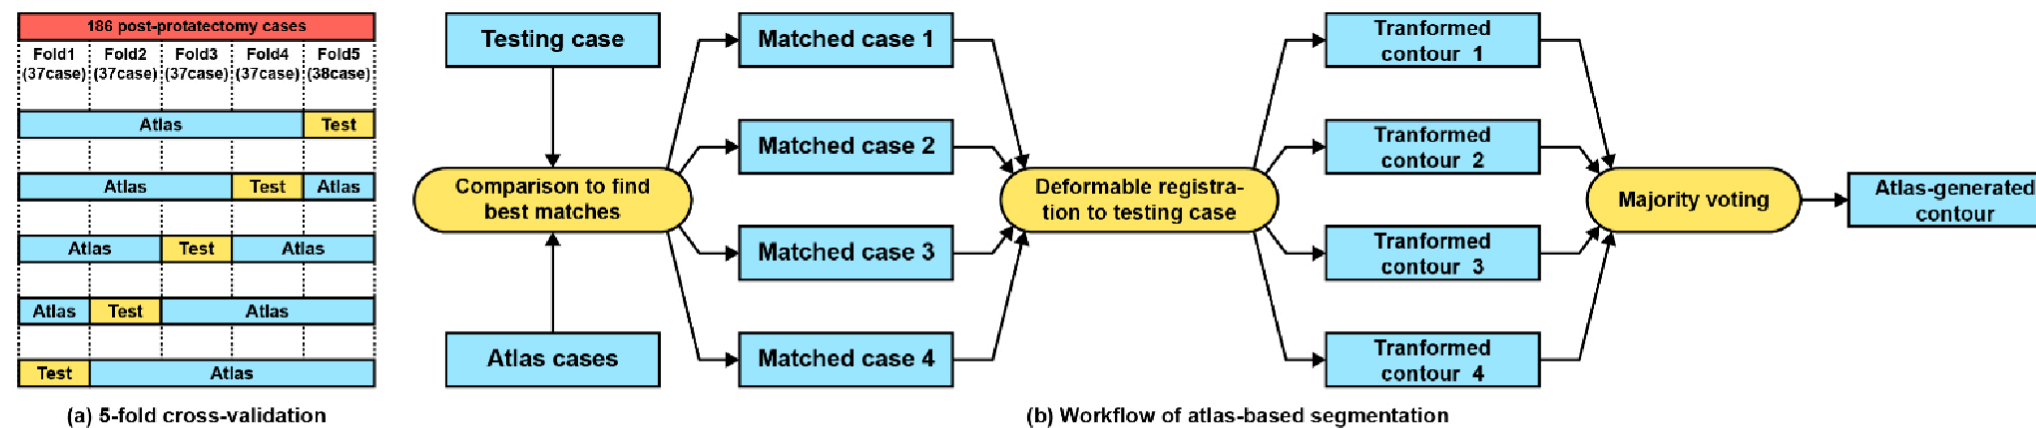 186 post-protatectomy cases
Fold1 Fold2 Fold3 Fold4 Fold5
(37case) (37case) (37case) (37case) (38case)
Atlas Test
Atlas Test Atlas
Atlas Test Atlas
Atlas Test Atlas
Test Atlas
(a) 5-fold cross-validation
Testing case
Comparison to find
best matches
Atlas cases
Matched case 1
Matched case 2
Matched case 3
Matched case 4
Deformable registra-
tion to testing case
Tranformed
contour 1
Tranformed
contour 2
Tranformed
contour 3
Tranformed
contour 4
Majority voting
Atlas-generated
contour
(b) Workflow of atlas-based segmentation